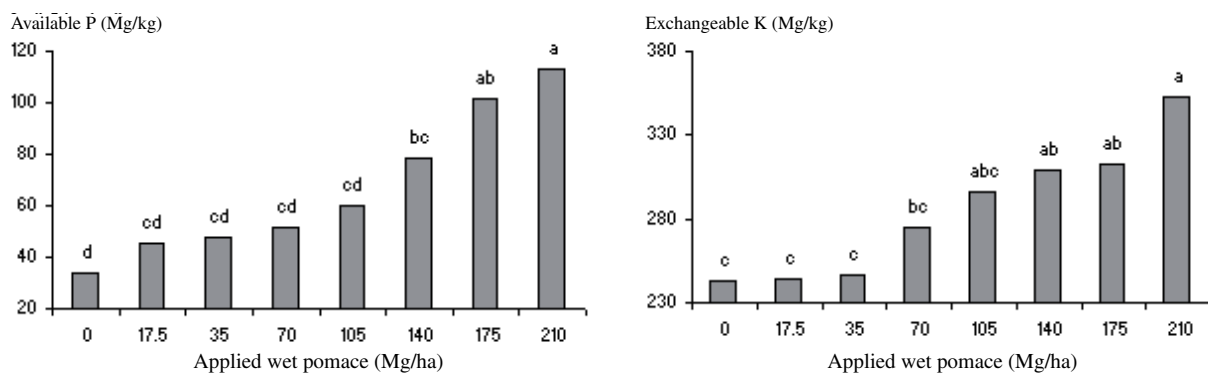 Available P (Mg/kg)
120
100
80
60
40
20
d
cd
cd
cd
cd
bc
ab
a
0 17.5 35 70 105 140 175 210
Applied wet pomace (Mg/ha)
Exchangeable K (Mg/kg)
380
330
280
230
c
c
c
bc
abc
ab
ab
a
0 17.5 35 70 105 140 175 210
Applied wet pomace (Mg/ha)